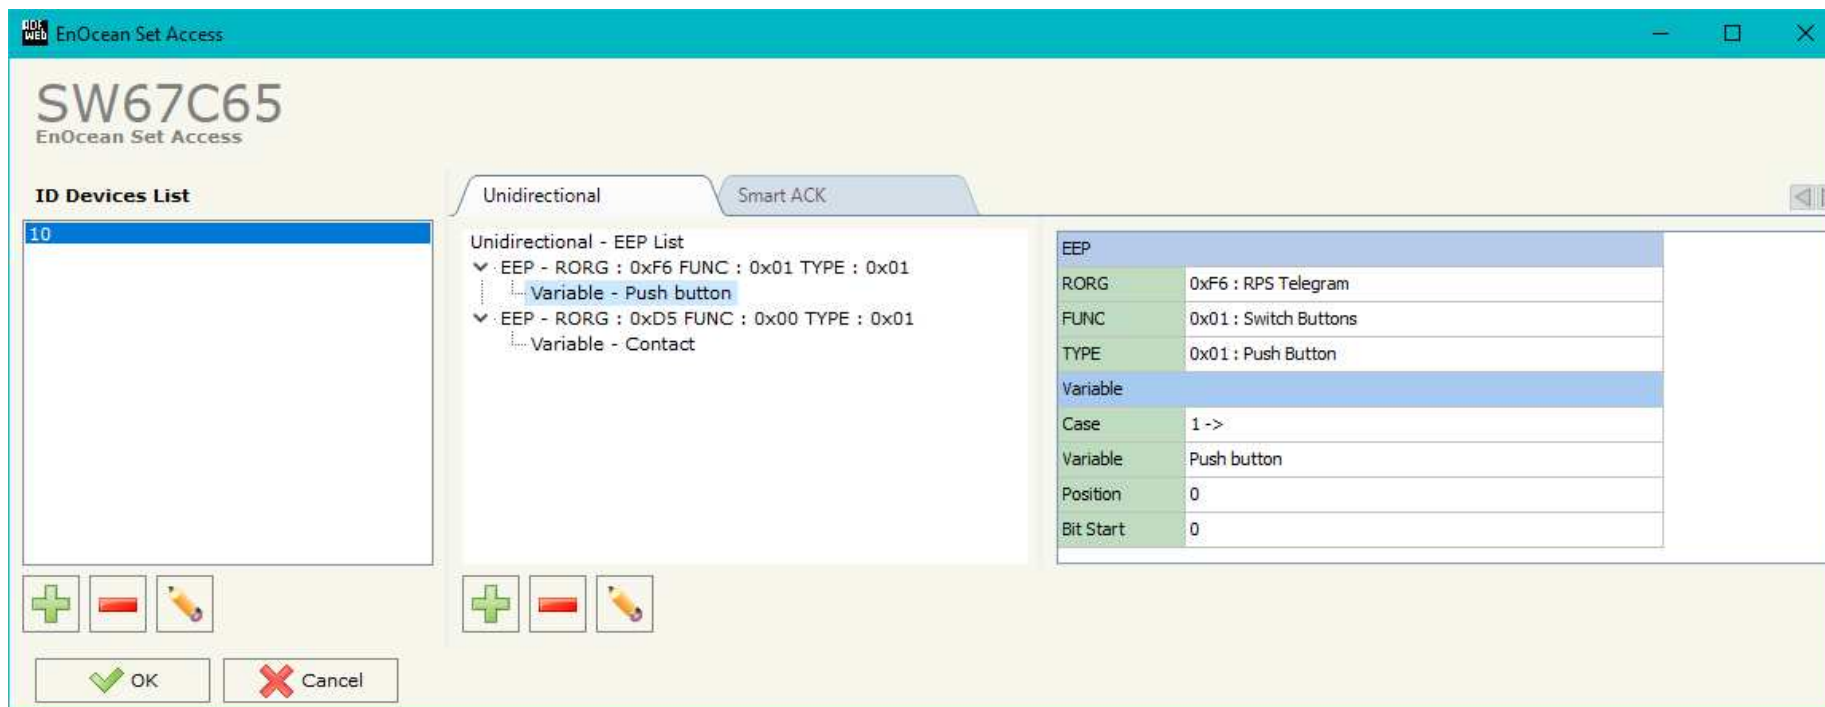 ADF
WEB
EnOcean Set Access
SW67C65
EnOcean Set Access
ID Devices List
10
Unidirectional
Smart ACK
Unidirectional - EEP List
EEP - RORG : 0xF6 FUNC : 0x01 TYPE : 0x01
Variable - Push button
EEP - RORG : 0xD5 FUNC : 0x00 TYPE : 0x01
Variable - Contact
EEP
RORG 0xF6 : RPS Telegram
FUNC 0x01 : Switch Buttons
TYPE 0x01 : Push Button
Variable
Case 1 ->
Variable Push button
Position 0
Bit Start 0
OK
Cancel